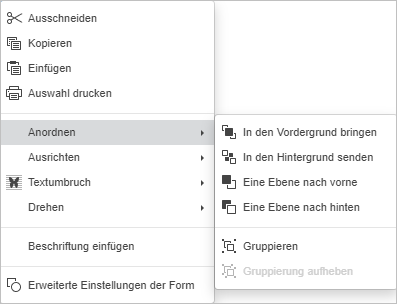 Ausschneiden
Kopieren
Einfügen
Auswahl drucken
Anordnen
Ausrichten
Textumbruch
Drehen
Beschriftung einfügen
Erweiterte Einstellungen der Form
In den Vordergrund bringen
In den Hintergrund senden
Eine Ebene nach vorne
Eine Ebene nach hinten
Gruppieren
Gruppierung aufheben